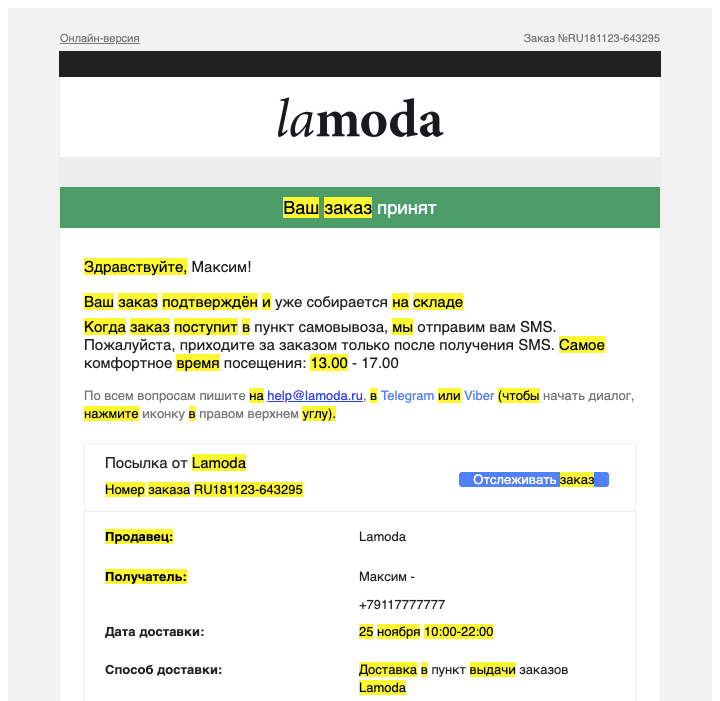 Онлайн-версия
Заказ №RU181123-643295
lamoda
Ваш заказ принят
Здравствуйте, Максим!
Ваш заказ подтверждён и уже собирается на складе
Когда заказ поступит в пункт самовывоза, мы отправим вам SMS.
Пожалуйста, приходите за заказом только после получения SMS. Самое
комфортное время посещения: 13.00 - 17.00
По всем вопросам пишите на help@lamoda.ru, в Telegram или Viber (чтобы начать диалог,
нажмите иконку в правом верхнем углу).
Посылка от Lamoda
Номер заказа RU181123-643295
Отслеживать заказ
Продавец:
Lamoda
Получатель:
Максим -
+79117777777
Дата доставки:
25 ноября 10:00-22:00
Способ доставки:
Доставка в пункт выдачи заказов
Lamoda